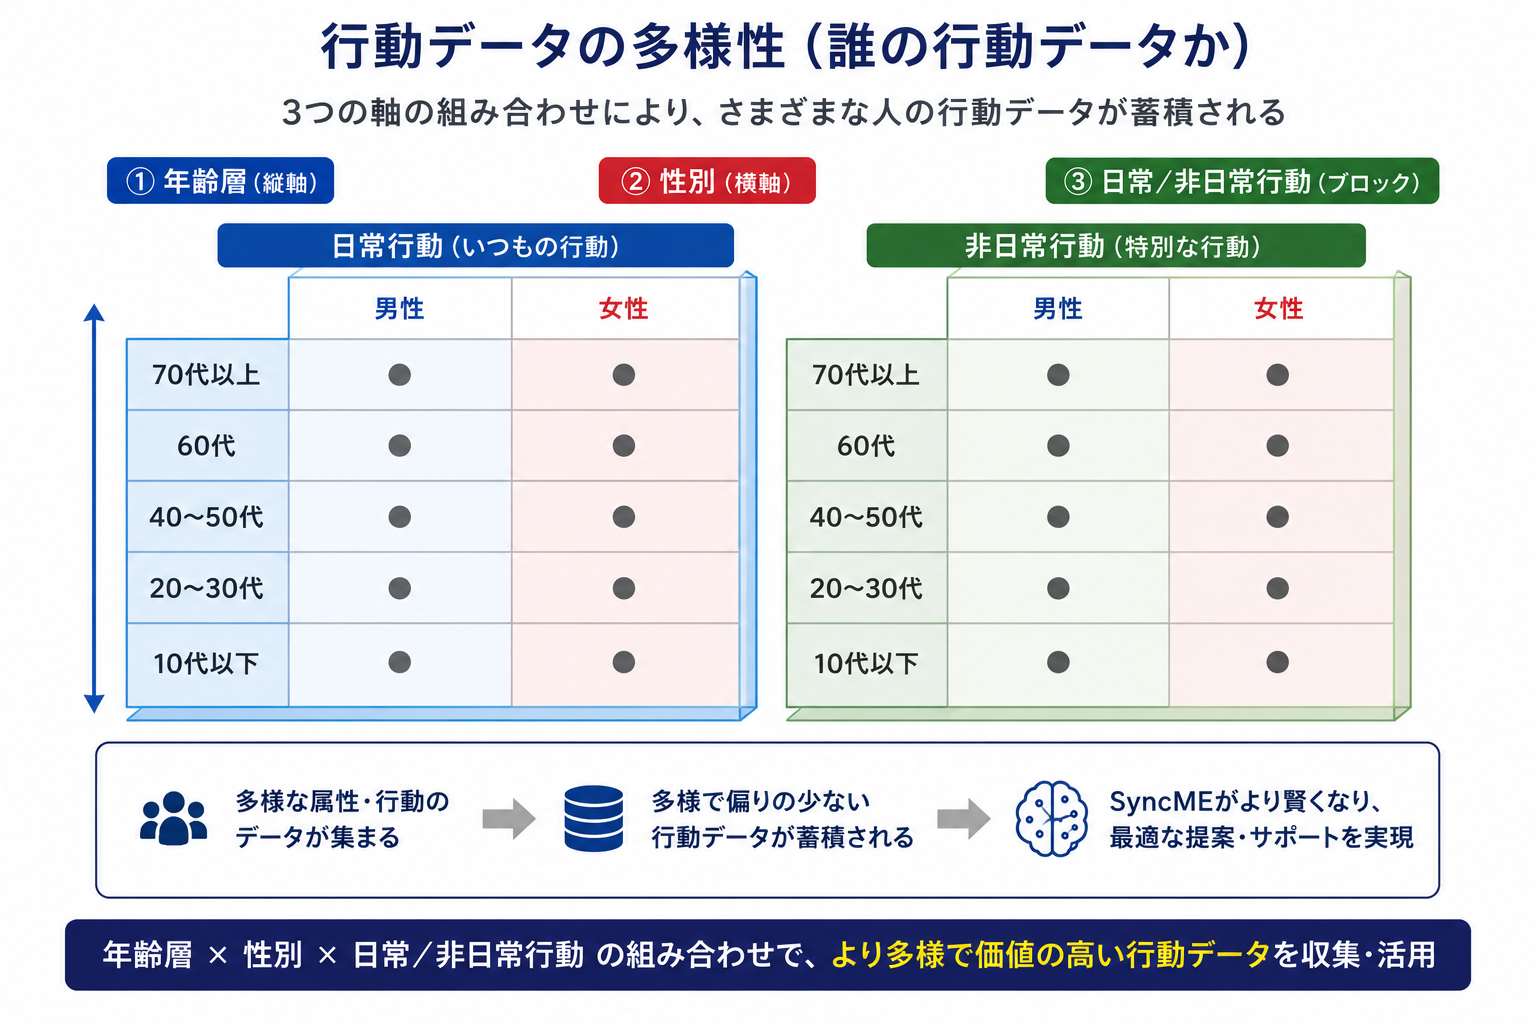 行動データの多様性（誰の行動データか）
3つの軸の組み合わせにより、さまざまな人の行動データが蓄積される
① 年齢層（縦軸）
② 性別（横軸）
③ 日常／非日常行動（ブロック）
日常行動（いつもの行動）
男性 女性
70代以上
60代
40～50代
20～30代
10代以下
非日常行動（特別な行動）
男性 女性
70代以上
60代
40～50代
20～30代
10代以下
多様な属性・行動の
データが集まる
多様で偏りの少ない
行動データが蓄積される
SyncMEがより賢くなり、
最適な提案・サポートを実現
年齢層 × 性別 × 日常／非日常行動 の組み合わせで、より多様で価値の高い行動データを収集・活用